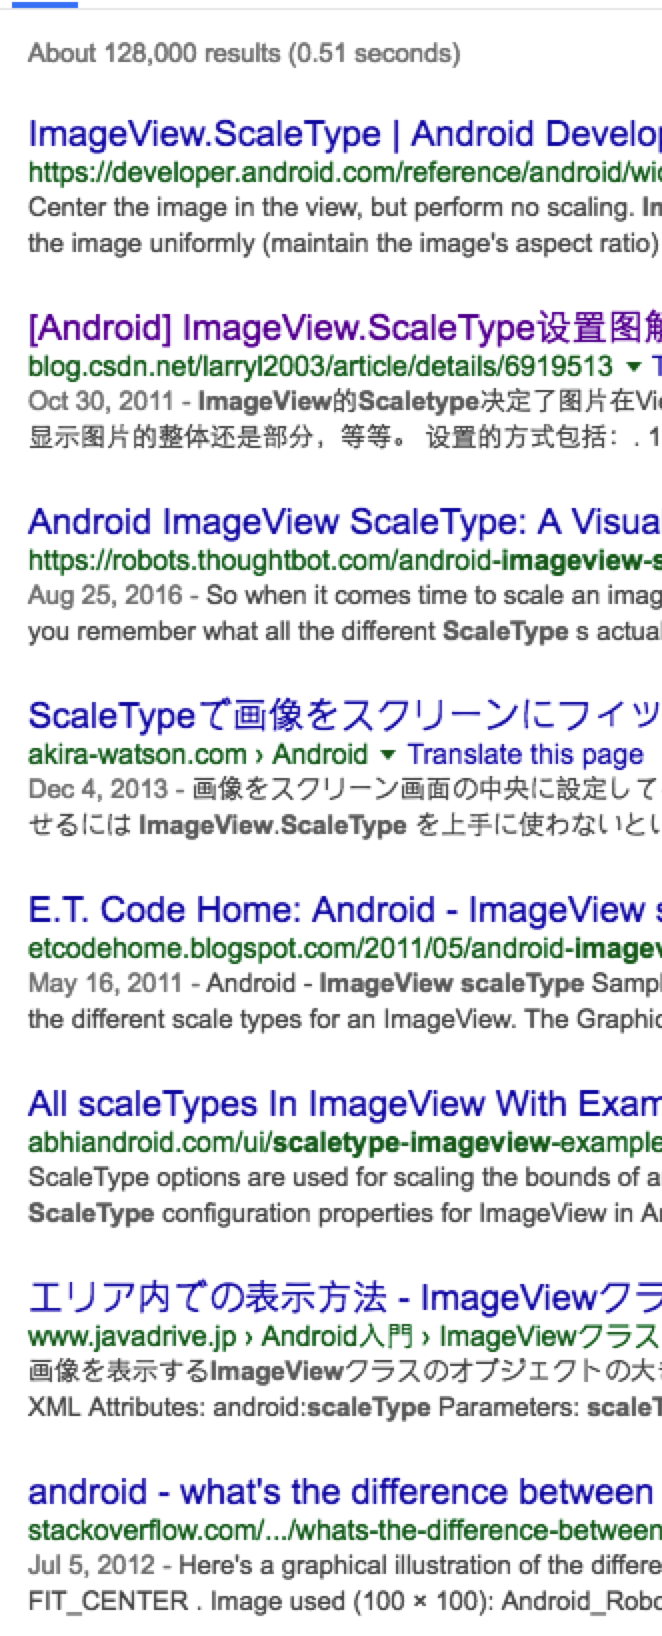 About 128,000 results (0.51 seconds)
ImageView.ScaleType | Android Develop
https://developer.android.com/reference/android/wid
Center the image in the view, but perform no scaling. Im
the image uniformly (maintain the image's aspect ratio)
[Android] ImageView.ScaleType设置图解
blog.csdn.net/larryl2003/article/details/6919513 ▼ T
Oct 30, 2011 - ImageView的Scaletype决定了图片在Vie
显示图片的整体还是部分，等等。 设置的方式包括：. 1
Android ImageView ScaleType: A Visua
https://robots.thoughtbot.com/android-imageview-s
Aug 25, 2016 - So when it comes time to scale an imag
you remember what all the different ScaleType s actual
ScaleTypeで画像をスクリーンにフィッ
akira-watson.com › Android ▼ Translate this page
Dec 4, 2013 - 画像をスクリーン画面の中央に設定して
せるには ImageView.ScaleType を上手に使わないとい
E.T. Code Home: Android - ImageView s
etcodehome.blogspot.com/2011/05/android-imagev
May 16, 2011 - Android - ImageView scaleType Sampl
the different scale types for an ImageView. The Graphic
All scaleTypes In ImageView With Exam
abhiandroid.com/ui/scaletype-imageview-example
ScaleType options are used for scaling the bounds of a
ScaleType configuration properties for ImageView in An
エリア内での表示方法 - ImageViewクラ
www.javadrive.jp › Android入門 › ImageViewクラス
画像を表示するImageViewクラスのオブジェクトの大き
XML Attributes: android:scaleType Parameters: scaleT
android - what's the difference between
stackoverflow.com/.../whats-the-difference-between
Jul 5, 2012 - Here's a graphical illustration of the differe
FIT_CENTER . Image used (100 × 100): Android_Robo